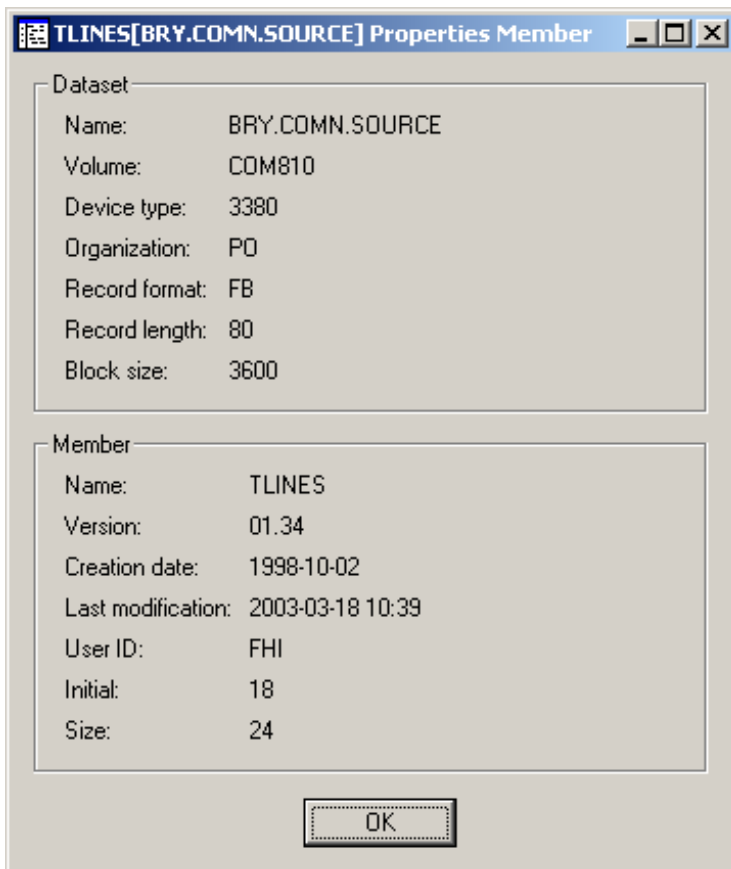 TLINES[BRY.COMN.SOURCE] Properties Member
Dataset
Name: BRY.COMN.SOURCE
Volume: COM810
Device type: 3380
Organization: PO
Record format: FB
Record length: 80
Block size: 3600
Member
Name: TLINES
Version: 01.34
Creation date: 1998-10-02
Last modification: 2003-03-18 10:39
User ID: FHI
Initial: 18
Size: 24
OK